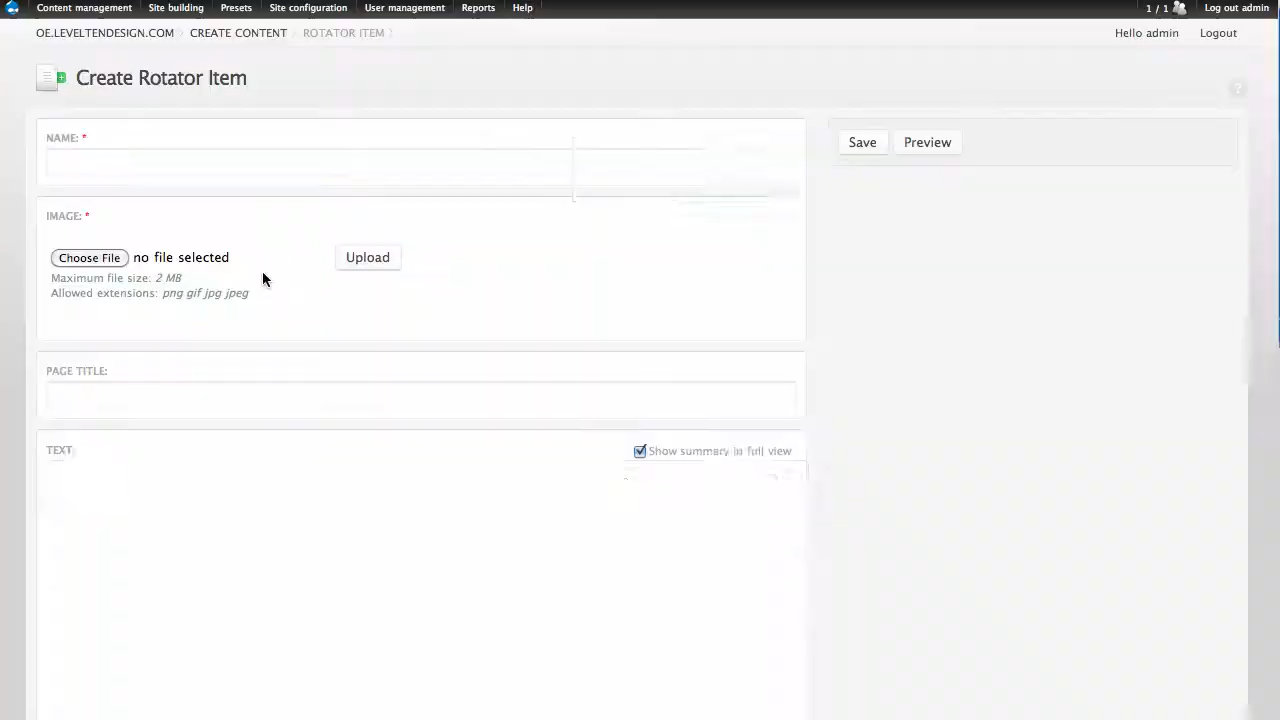 Content management Site building Presets Site configuration User management Reports Help 1 / 1 Log out admin
OE.LEVELTENDESIGN.COM CREATE CONTENT ROTATOR ITEM Hello admin Logout
Create Rotator Item
?
NAME: *
Save Preview
IMAGE: *
Choose File no file selected Upload
Maximum file size: 2 MB
Allowed extensions: png gif jpg jpeg
PAGE TITLE:
TEXT Show summary in full view